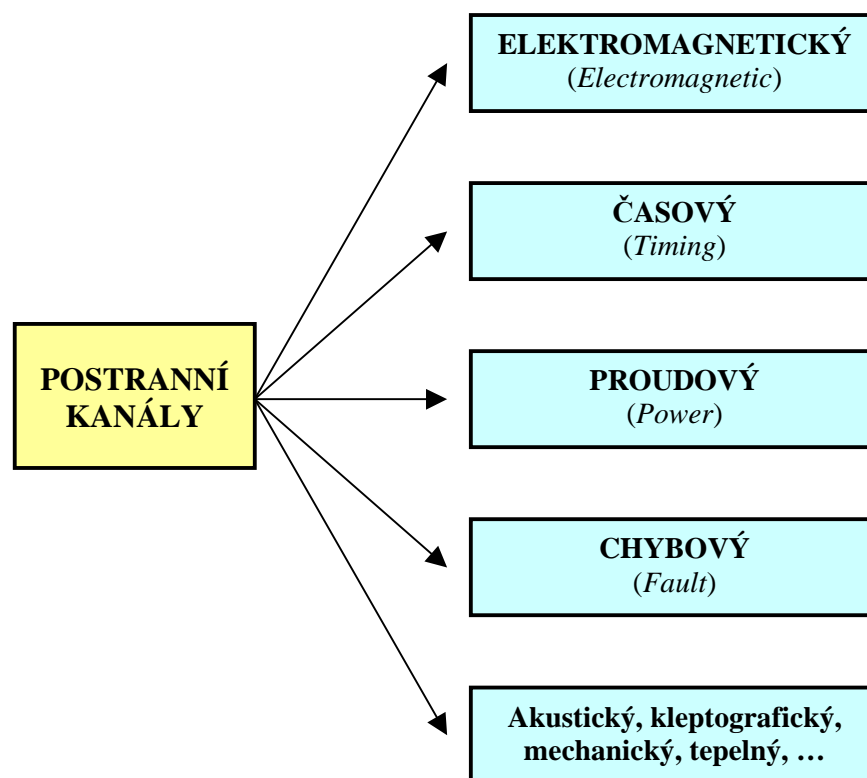 ELEKTROMAGNETICKÝ
(Electromagnetic)
ČASOVÝ
(Timing)
POSTRANNÍ
KANÁLY
PROUDOVÝ
(Power)
CHYBOVÝ
(Fault)
Akustický, kleptografický,
mechanický, tepelný, …